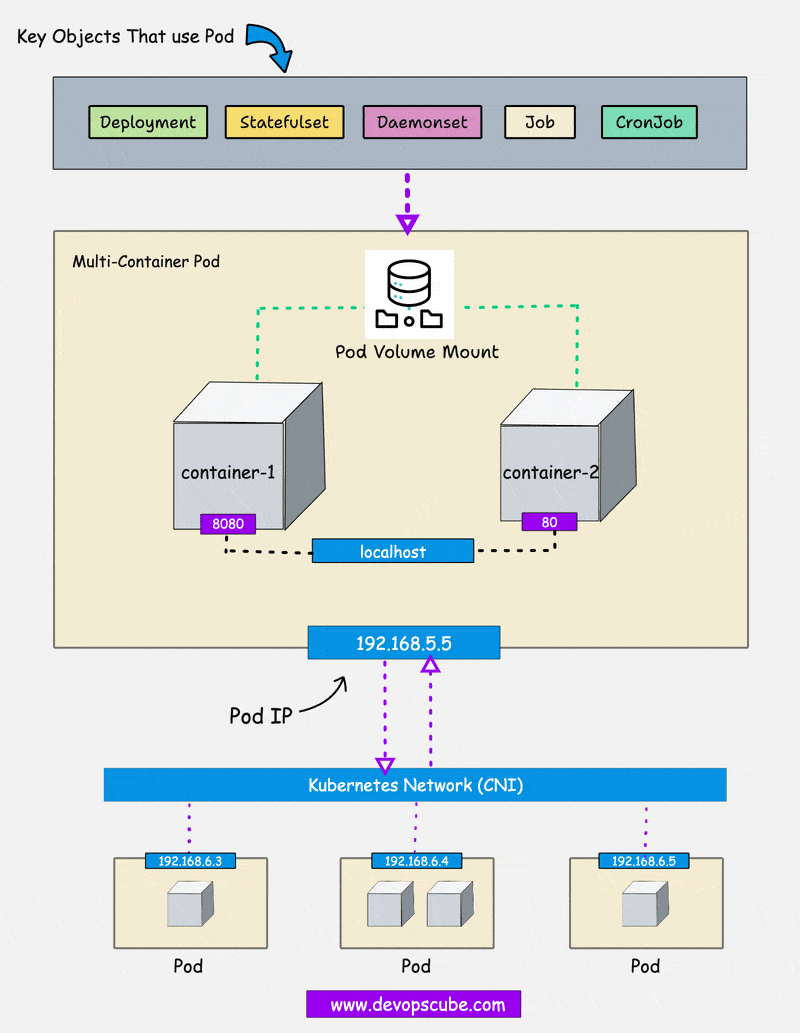 Key Objects That use Pod
Deployment
Statefulset
Daemonset
Job
CronJob
Multi-Container Pod
Pod Volume Mount
container-1
container-2
8080
80
localhost
192.168.5.5
Pod IP
Kubernetes Network (CNI)
192.168.6.3
192.168.6.4
192.168.6.5
Pod
Pod
Pod
www.devopscube.com